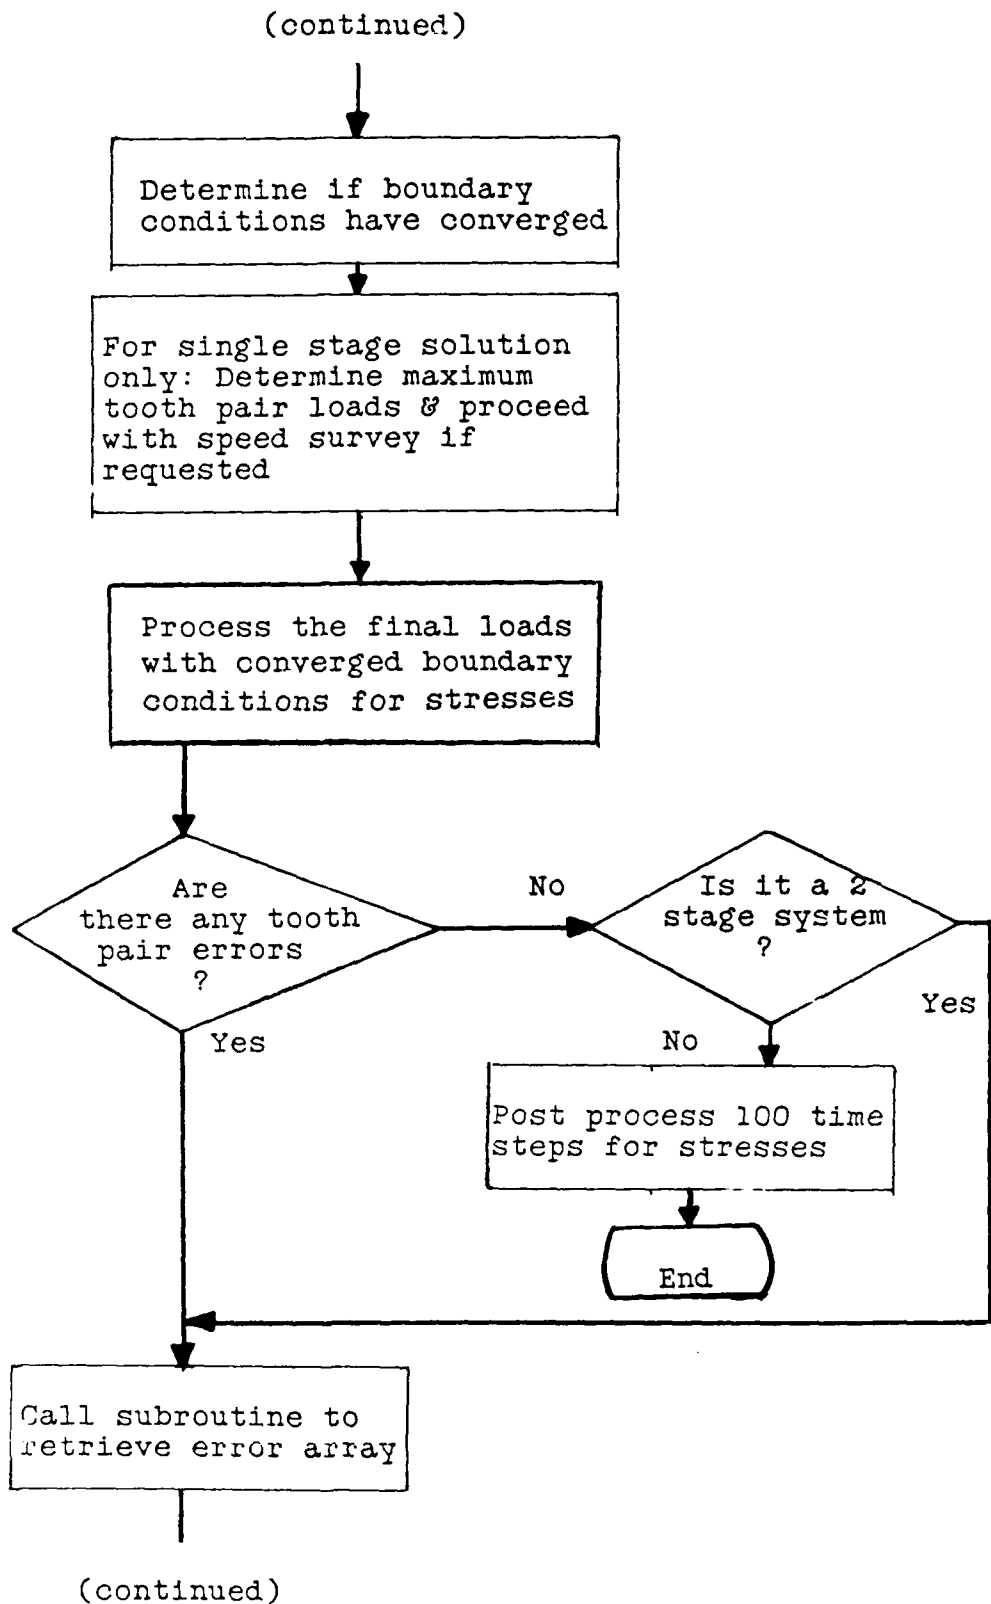 (continued)
Determine if boundary
conditions have converged
For single stage solution
only: Determine maximum
tooth pair loads & proceed
with speed survey if
requested
Process the final loads
with converged boundary
conditions for stresses
Are
there any tooth
pair errors
?
No
Is it a 2
stage system
?
Yes
Yes
No
Post process 100 time
steps for stresses
End
Call subroutine to
retrieve error array
(continued)